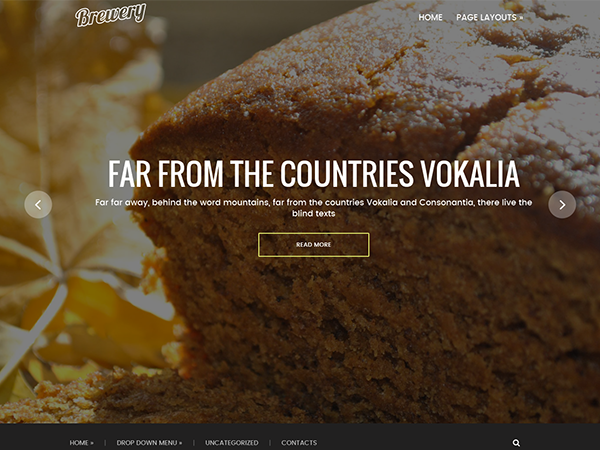 Brewery
HOME PAGE LAYOUTS »
FAR FROM THE COUNTRIES VOKALIA
Far far away, behind the word mountains, far from the countries Vokalia and Consonantia, there live the
blind texts
READ MORE
HOME » | DROP DOWN MENU » | UNCATEGORIZED | CONTACTS